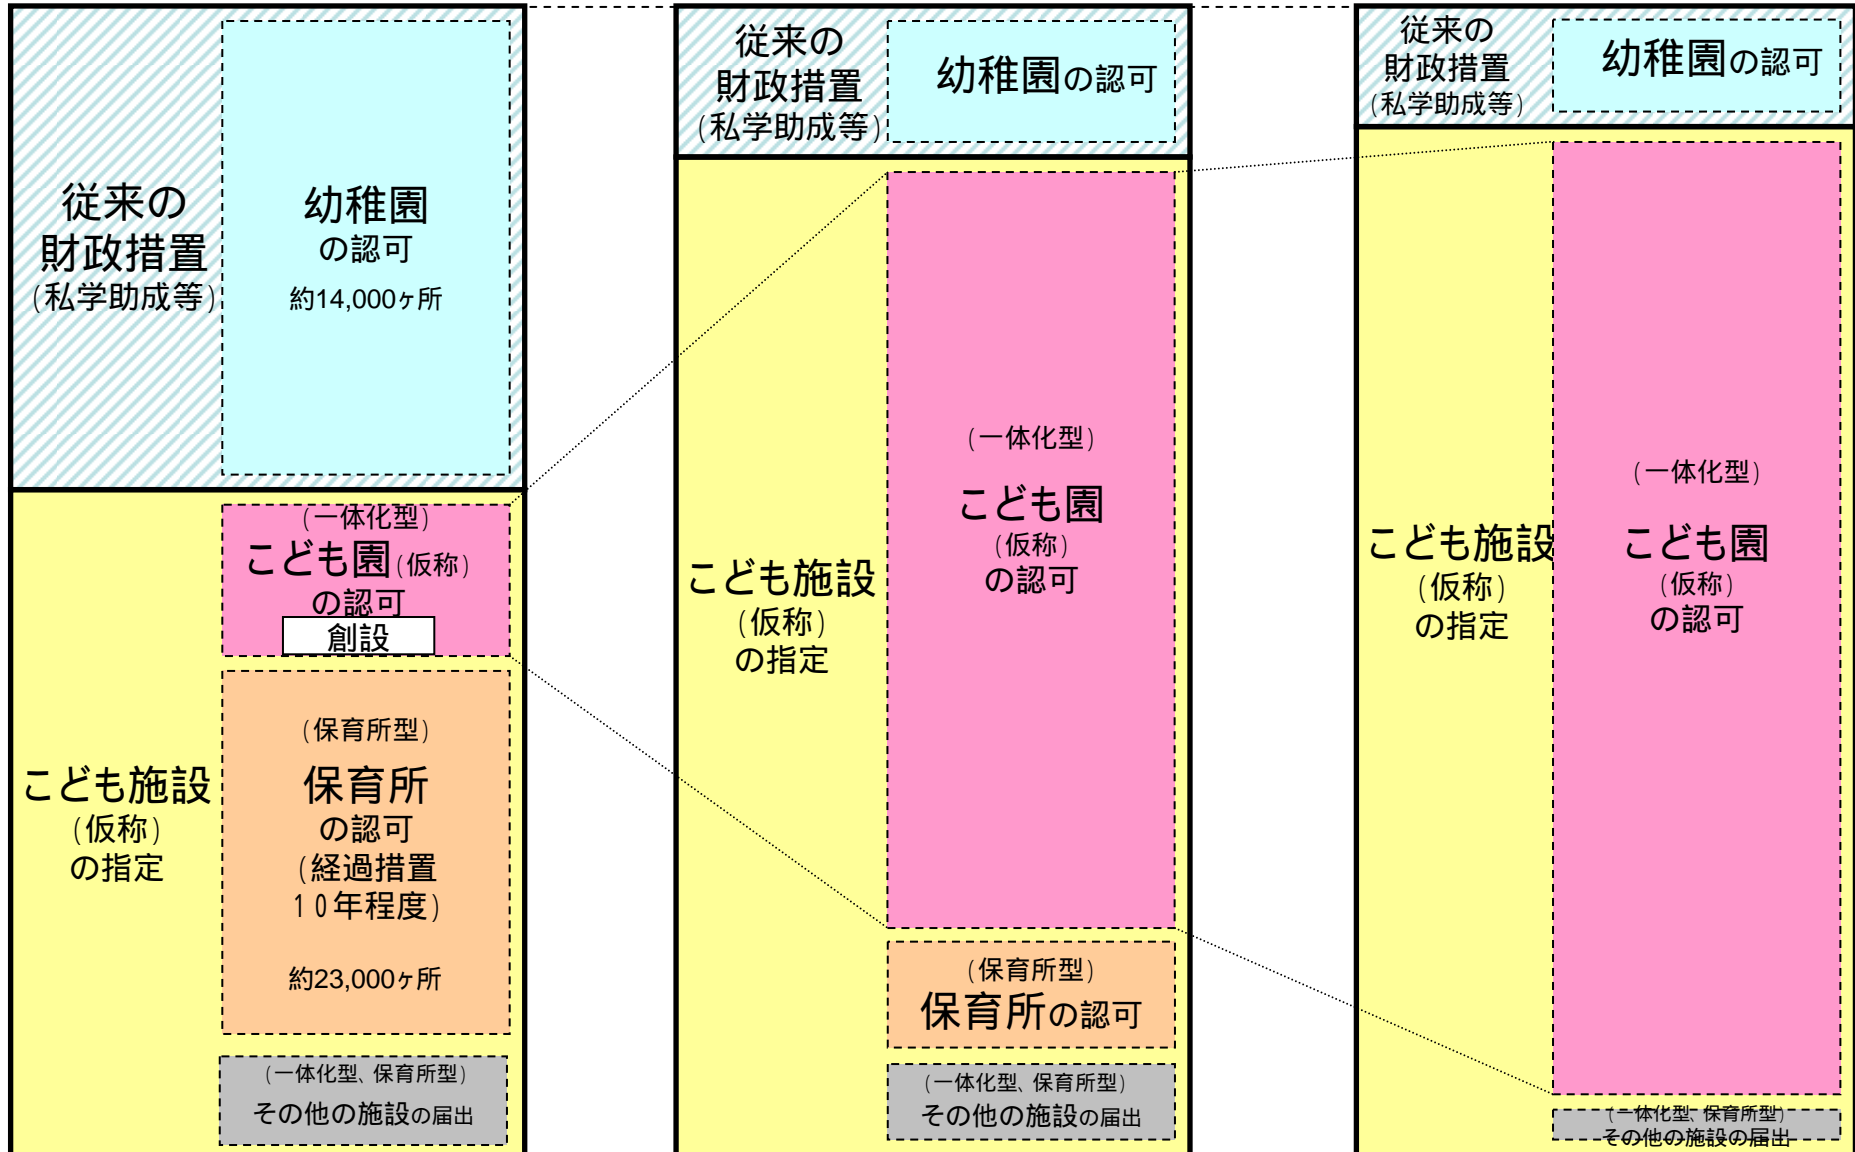 従来の
財政措置
(私学助成等)
幼稚園
の認可
約14,000ヶ所
こども施設
(仮称)
の指定
(一体化型)
こども園(仮称)
の認可
創設
(保育所型)
保育所
の認可
(経過措置
10年程度)
約23,000ヶ所
(一体化型、保育所型)
その他の施設の届出
従来の
財政措置
(私学助成等)
幼稚園の認可
こども施設
(仮称)
の指定
(一体化型)
こども園
(仮称)
の認可
(保育所型)
保育所の認可
(一体化型、保育所型)
その他の施設の届出
従来の
財政措置
(私学助成等)
幼稚園の認可
こども施設
(仮称)
の指定
(一体化型)
こども園
(仮称)
の認可
(一体化型、保育所型)
その他の施設の届出